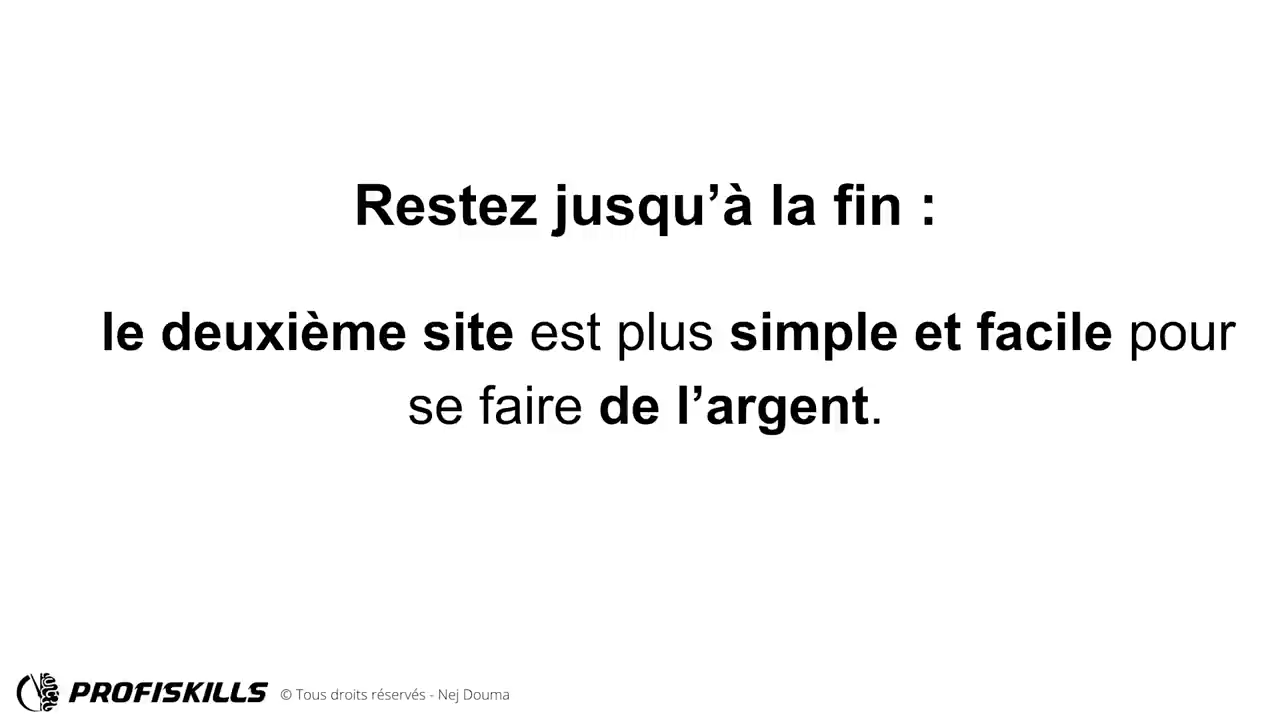 Restez jusqu’à la fin :
le deuxième site est plus simple et facile pour
se faire de l’argent.
PROFISKILLS © Tous droits réservés - Nej Douma